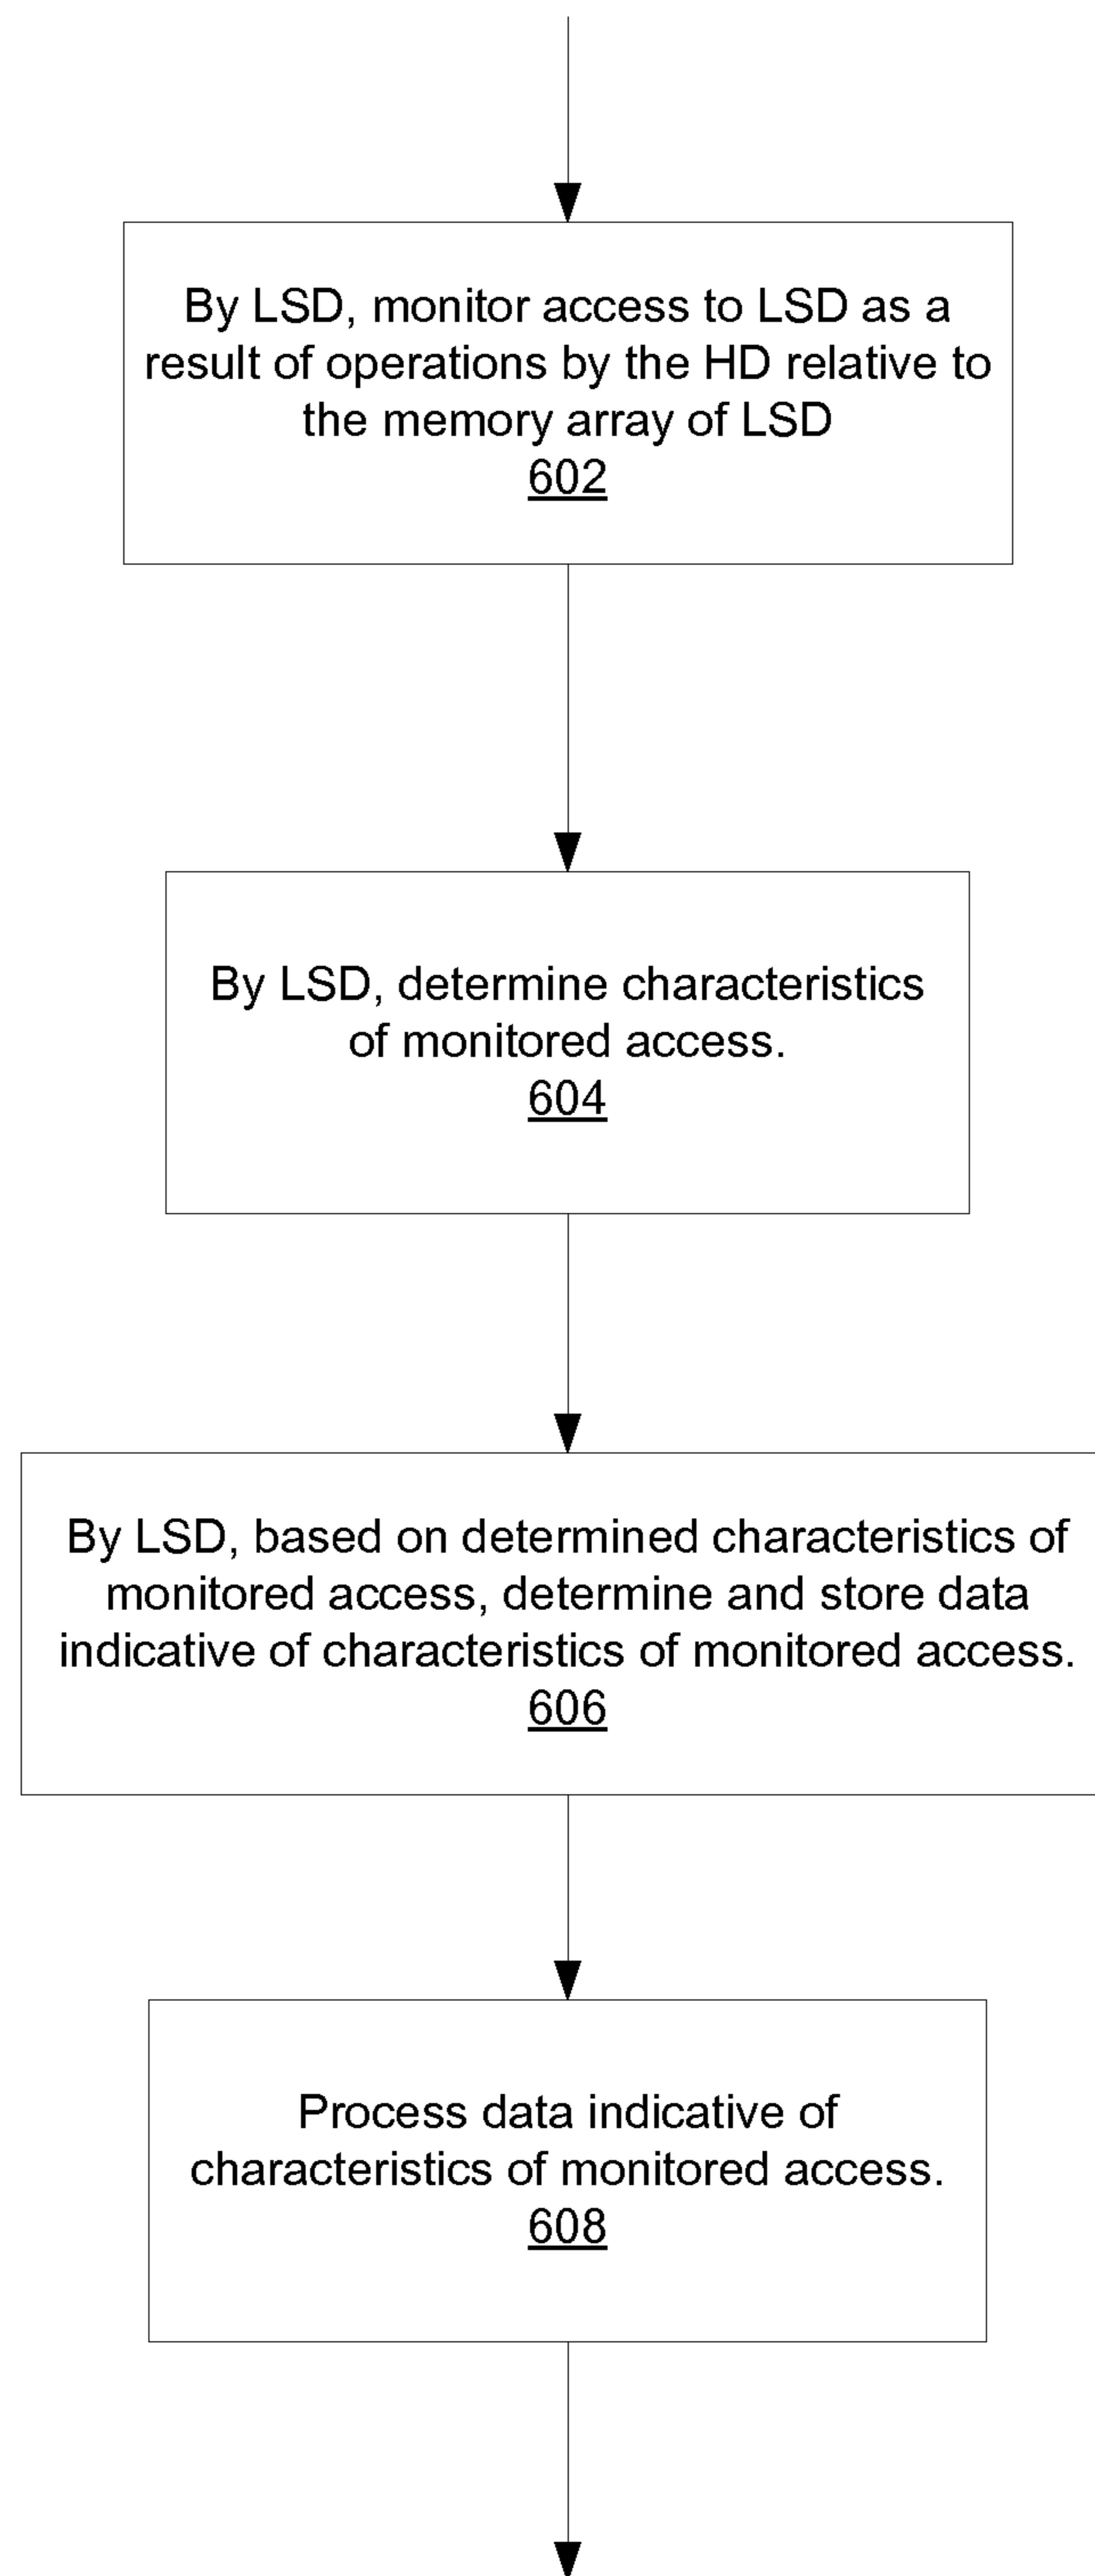 By LSD, monitor access to LSD as a
result of operations by the HD relative to
the memory array of LSD
602
By LSD, determine characteristics
of monitored access.
604
By LSD, based on determined characteristics of
monitored access, determine and store data
indicative of characteristics of monitored access.
606
Process data indicative of
characteristics of monitored access.
608